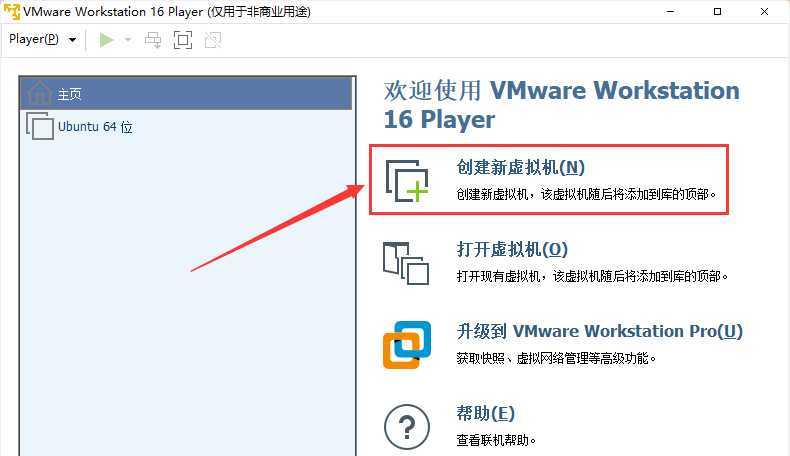 VMware Workstation 16 Player (仅用于非商业用途)
Player(P)
主页
Ubuntu 64 位
欢迎使用 VMware Workstation
16 Player
创建新虚拟机(N)
创建新虚拟机，该虚拟机随后将添加到库的顶部。
打开虚拟机(O)
打开现有虚拟机，该虚拟机随后将添加到库的顶部。
升级到 VMware Workstation Pro(U)
获取快照、虚拟网络管理等高级功能。
帮助(E)
查看联机帮助。